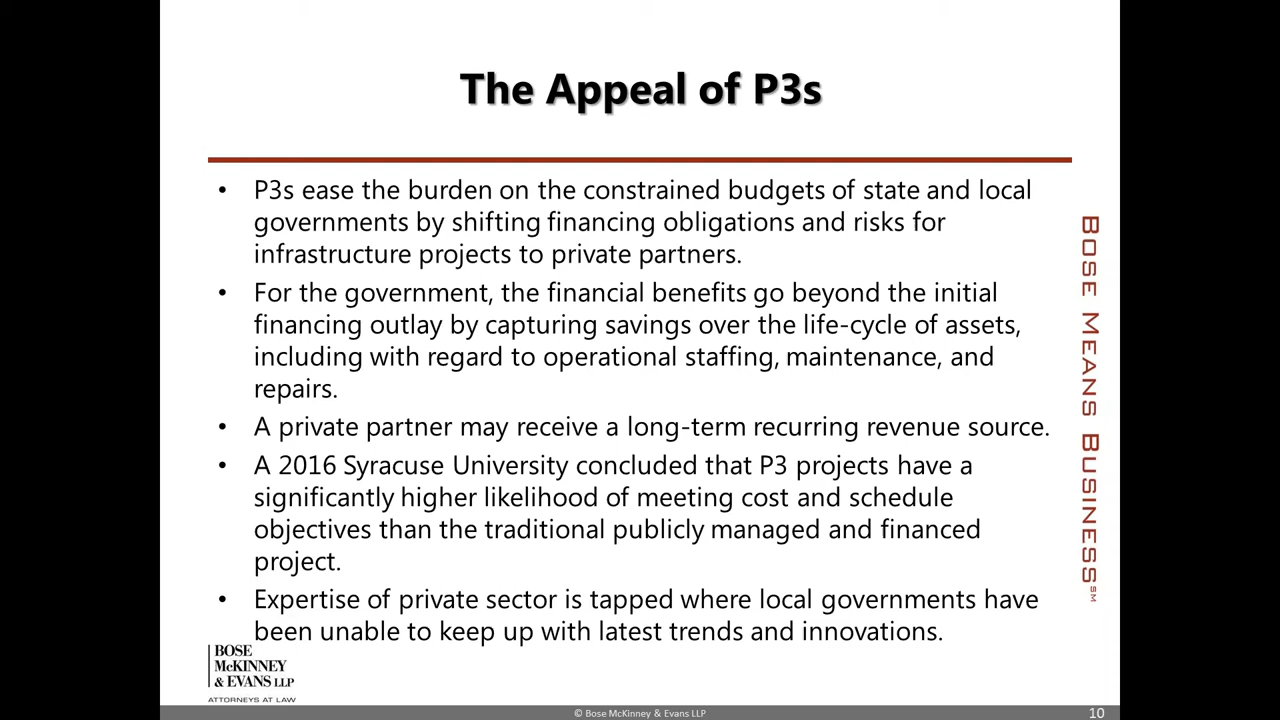 The Appeal of P3s
• P3s ease the burden on the constrained budgets of state and local
governments by shifting financing obligations and risks for
infrastructure projects to private partners.
• For the government, the financial benefits go beyond the initial
financing outlay by capturing savings over the life-cycle of assets,
including with regard to operational staffing, maintenance, and
repairs.
• A private partner may receive a long-term recurring revenue source.
• A 2016 Syracuse University concluded that P3 projects have a
significantly higher likelihood of meeting cost and schedule
objectives than the traditional publicly managed and financed
project.
• Expertise of private sector is tapped where local governments have
been unable to keep up with latest trends and innovations.
BOSE MEANS BUSINESS℠
BOSE
McKINNEY
& EVANS LLP
ATTORNEYS AT LAW
© Bose McKinney & Evans LLP
10